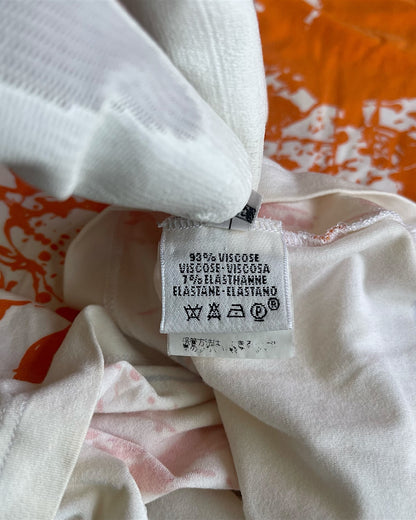 93% VISCOSE
VISCOSE - VISCOSA
7% ELASTHANNE
ELASTANE - ELASTANO
P
®